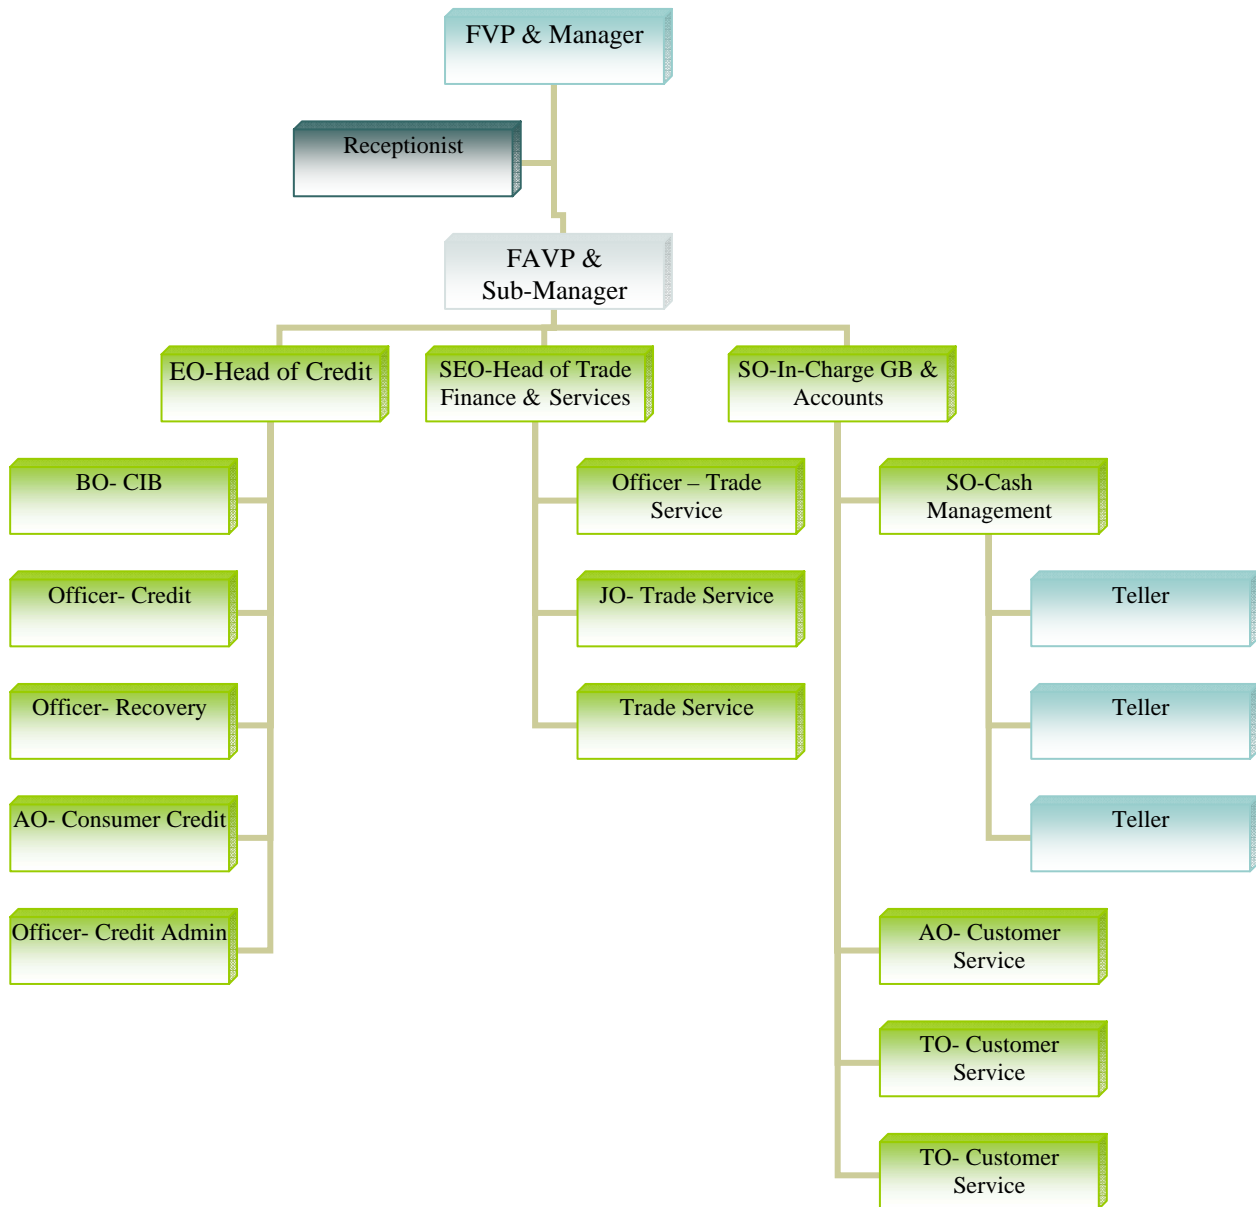 FVP & Manager
Receptionist
FAVP &
Sub-Manager
EO-Head of Credit
SEO-Head of Trade
Finance & Services
SO-In-Charge GB &
Accounts
BO- CIB
Officer – Trade
Service
SO-Cash
Management
Officer- Credit
JO- Trade Service
Teller
Officer- Recovery
Trade Service
Teller
AO- Consumer Credit
Teller
Officer- Credit Admin
AO- Customer
Service
TO- Customer
Service
TO- Customer
Service